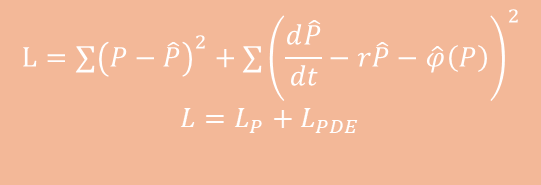 L = ∑(P − P̂)² + ∑(dP̂/dt − rP̂ − φ̂(P))²
L = L_P + L_PDE